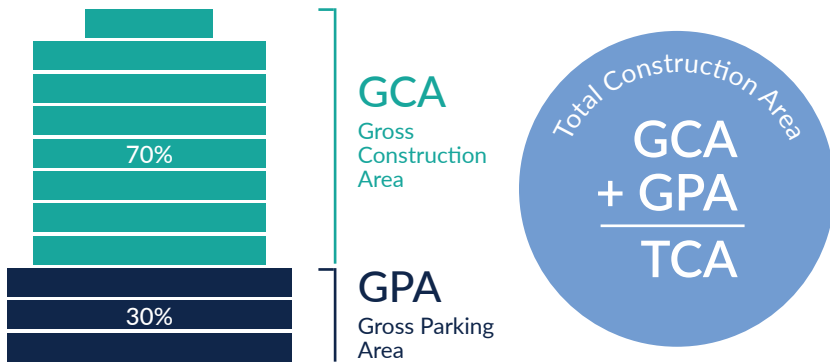 70%
GCA
Gross
Construction
Area
30%
GPA
Gross Parking
Area
Total Construction Area
GCA
+ GPA
TCA